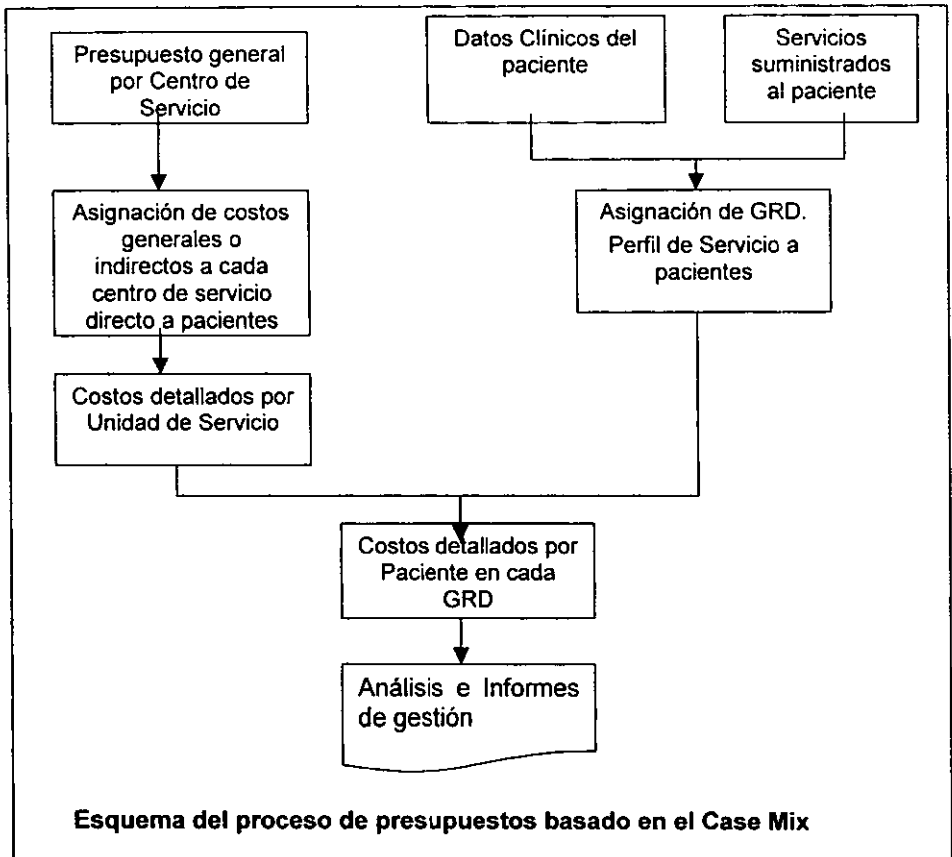 Presupuesto general
por Centro de
Servicio
Datos Clínicos del
paciente
Servicios
suministrados
al paciente
Asignación de costos
generales o
indirectos a cada
centro de servicio
directo a pacientes
Asignación de GRD.
Perfil de Servicio a
pacientes
Costos detallados por
Unidad de Servicio
Costos detallados por
Paciente en cada
GRD
Análisis e Informes
de gestión
Esquema del proceso de presupuestos basado en el Case Mix